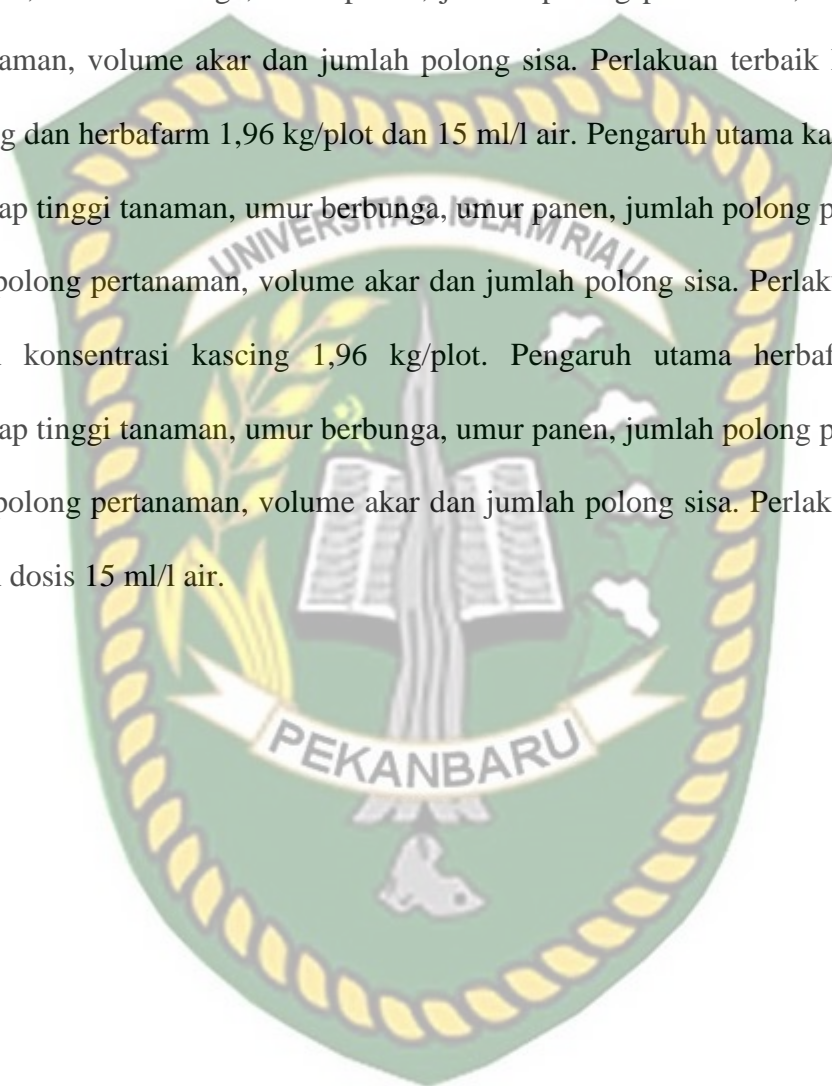 aman, volume akar dan jumlah polong sisa. Perlakuan terbaik
g dan herbafarm 1,96 kg/plot dan 15 ml/l air. Pengaruh utama ka
ap tinggi tanaman, umur berbunga, umur panen, jumlah polong p
UNIVERSITAS ISLAM RIAU
polong pertanaman, volume akar dan jumlah polong sisa. Perlaku
konsentrasi kascing 1,96 kg/plot. Pengaruh utama herbaf
ap tinggi tanaman, umur berbunga, umur panen, jumlah polong p
polong pertanaman, volume akar dan jumlah polong sisa. Perlaku
dosis 15 ml/l air.
PEKANBARU